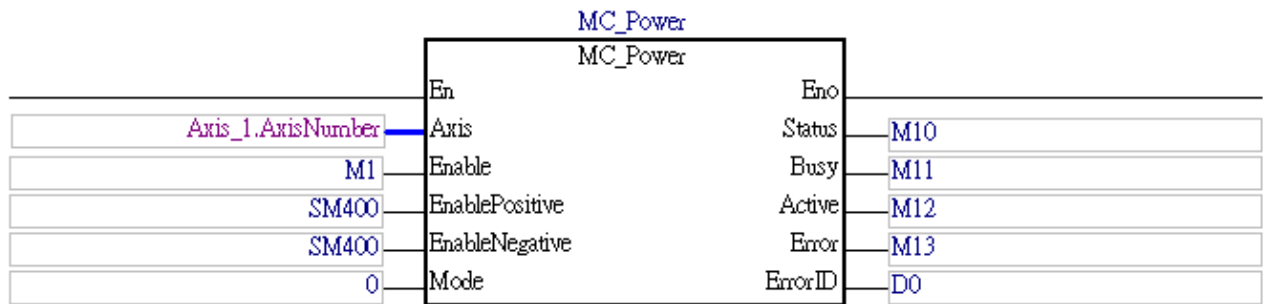 MC_Power
MC_Power
En Eno
Axis_1.AxisNumber Axis Status M10
M1 Enable Busy M11
SM400 EnablePositive Active M12
SM400 EnableNegative Error M13
0 Mode ErrorID D0